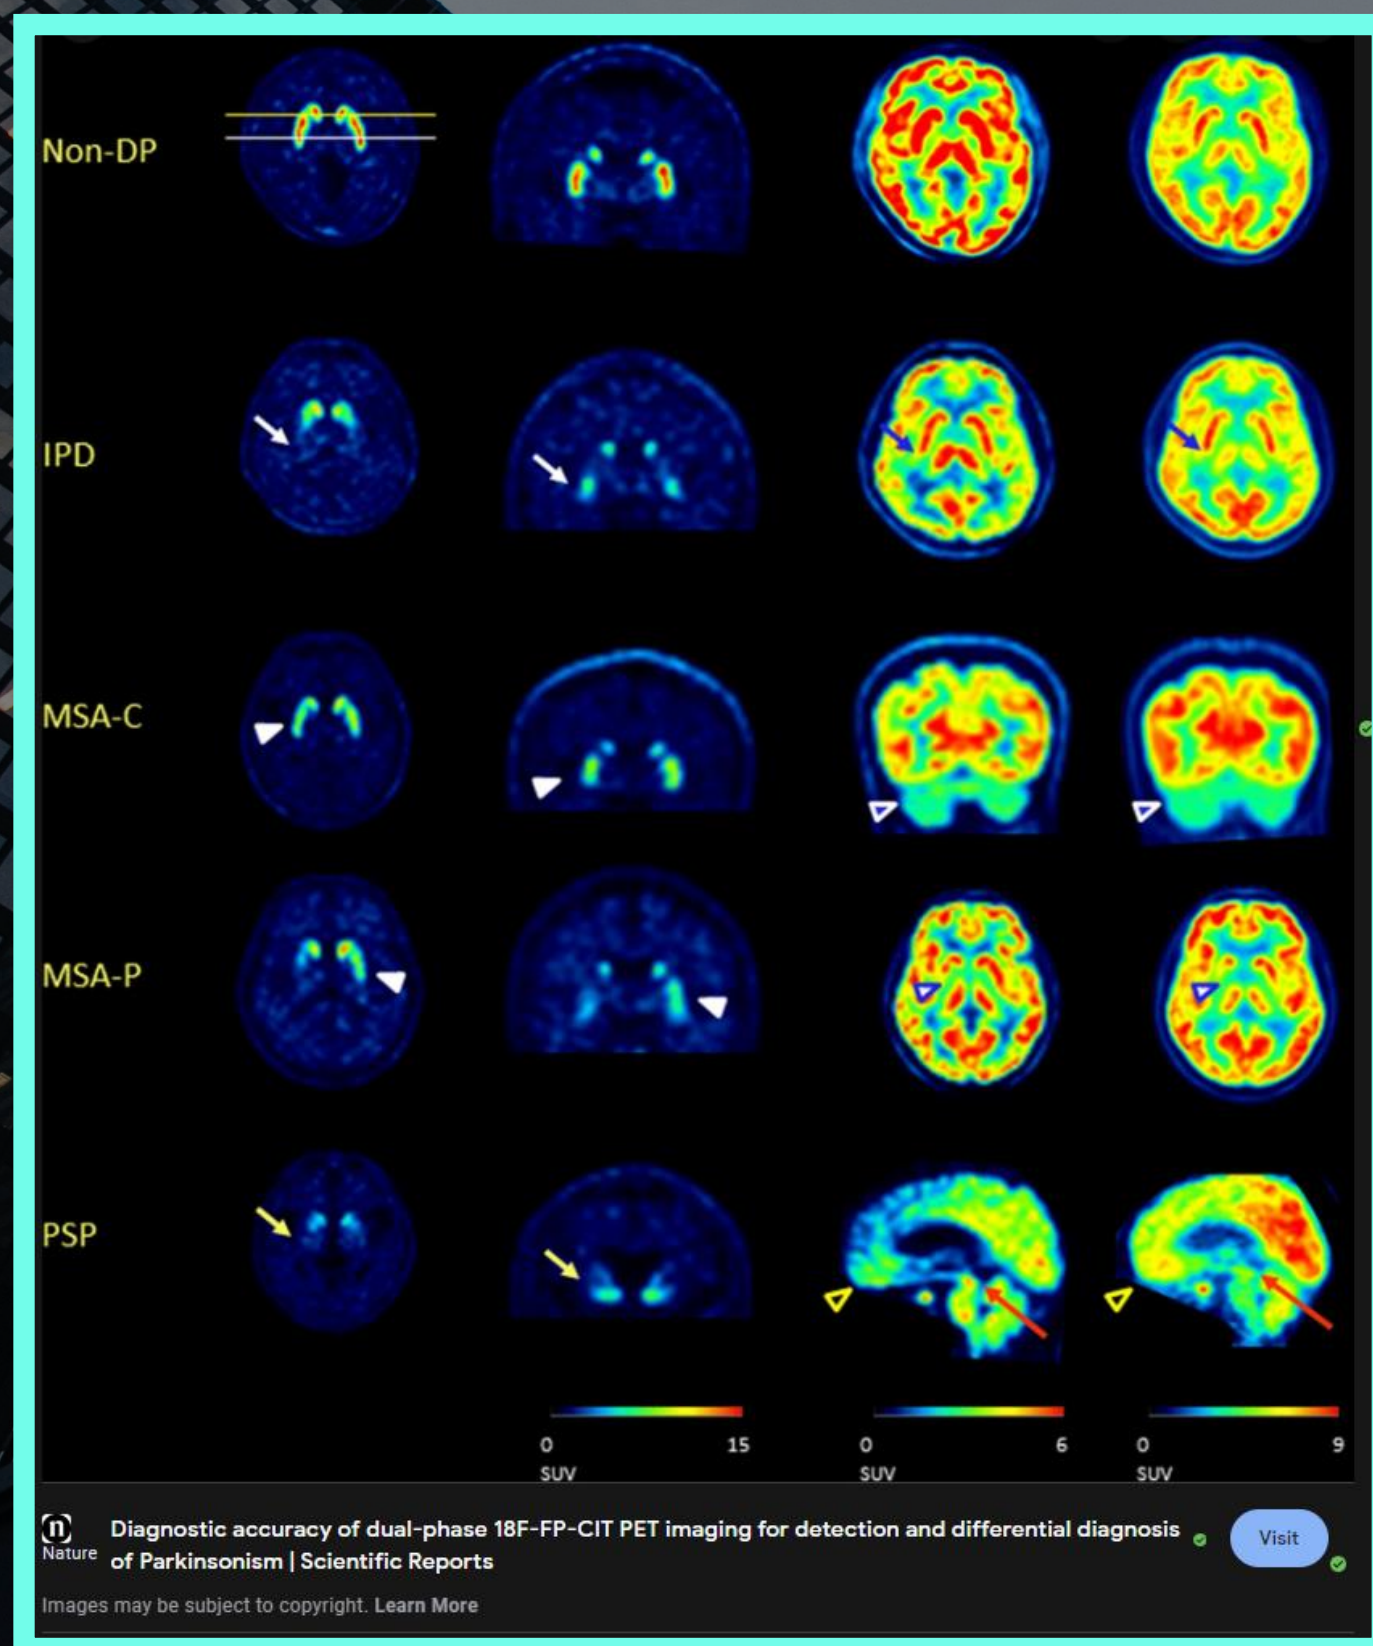 Non-DP
IPD
MSA-C
MSA-P
PSP
0 15
SUV
0 6
SUV
0 9
SUV
n
Nature
Diagnostic accuracy of dual-phase 18F-FP-CIT PET imaging for detection and differential diagnosis
of Parkinsonism | Scientific Reports
Visit
Images may be subject to copyright. Learn More